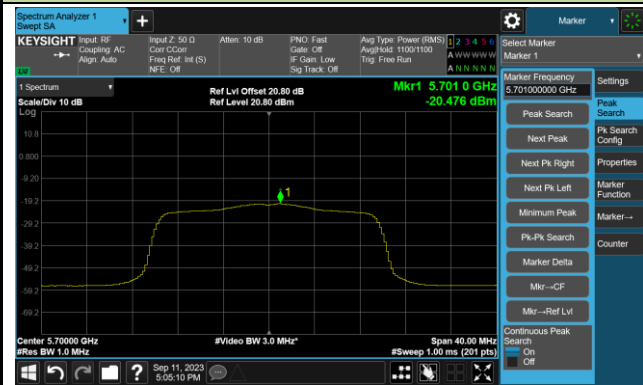 Spectrum Analyzer 1
Swept SA
+
Marker
KEYSIGHT
Input: RF
Coupling: AC
Align: Auto
Input Z: 50 Ω
Corr CCorr
Freq Ref: Int (S)
NFE: Off
Atten: 10 dB
PNO: Fast
Gate: Off
IF Gain: Low
Sig Track: Off
Avg Type: Power (RMS)
Avg|Hold: 1100/1100
Trig: Free Run
1 2 3 4 5 6
A W W W W W
A N N N N N
LVI
Select Marker
Marker 1
1 Spectrum
Scale/Div 10 dB
Ref Lvl Offset 20.80 dB
Ref Level 20.80 dBm
Mkr1 5.701 0 GHz
-20.476 dBm
Log
10.8
0.800
-9.20
-19.2
-29.2
-39.2
-49.2
-59.2
-69.2
1
Center 5.70000 GHz
#Res BW 1.0 MHz
#Video BW 3.0 MHz*
Span 40.00 MHz
#Sweep 1.00 ms (201 pts)
Marker Frequency
5.701000000 GHz
Peak Search
Next Peak
Next Pk Right
Next Pk Left
Minimum Peak
Pk-Pk Search
Marker Delta
Mkr→CF
Mkr→Ref Lvl
Continuous Peak
Search
On
Off
Settings
Peak
Search
Pk Search
Config
Properties
Marker
Function
Marker→
Counter
?
Sep 11, 2023
5:05:10 PM